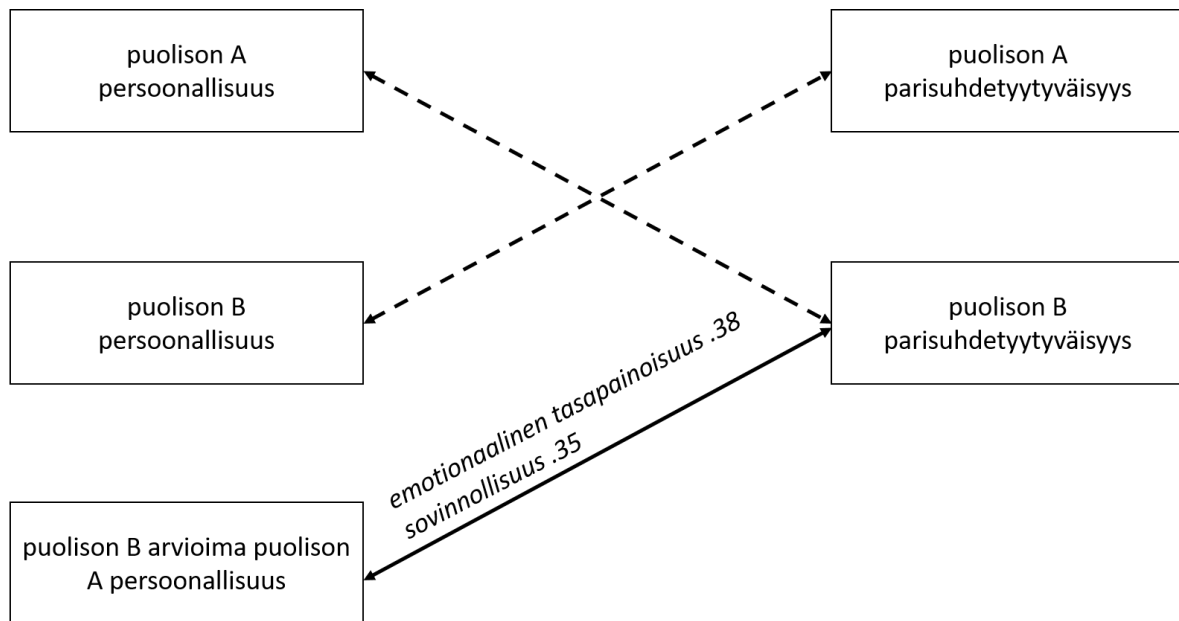 puolison A
persoonallisuus
puolison A
parisuhdetyytyväisyys
puolison B
persoonallisuus
puolison B
parisuhdetyytyväisyys
emotionaalinen tasapainoisuus .38
sovinnollisuus .35
puolison B arvioima puolison
A persoonallisuus